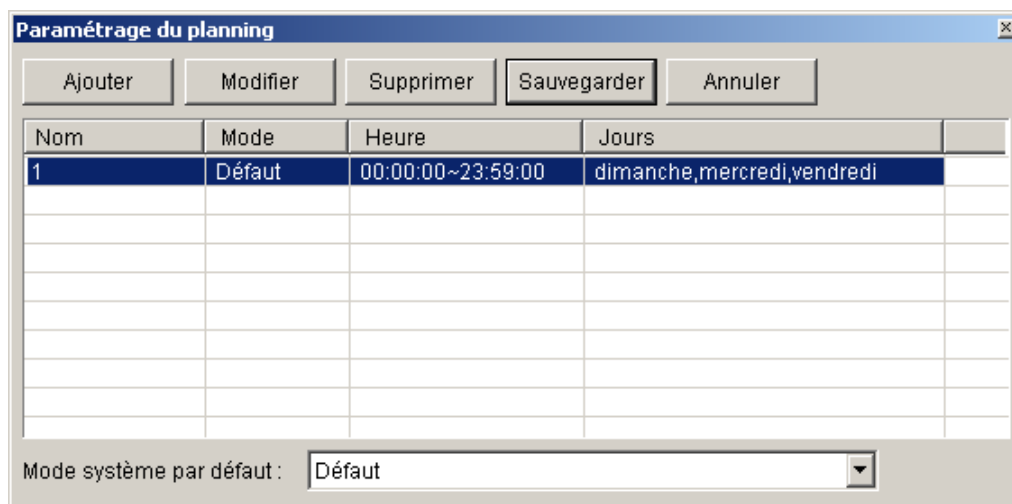 Paramétrage du planning
Ajouter Modifier Supprimer Sauvegarder Annuler
Nom Mode Heure Jours
1 Défaut 00:00:00~23:59:00 dimanche,mercredi,vendredi
Mode système par défaut : Défaut